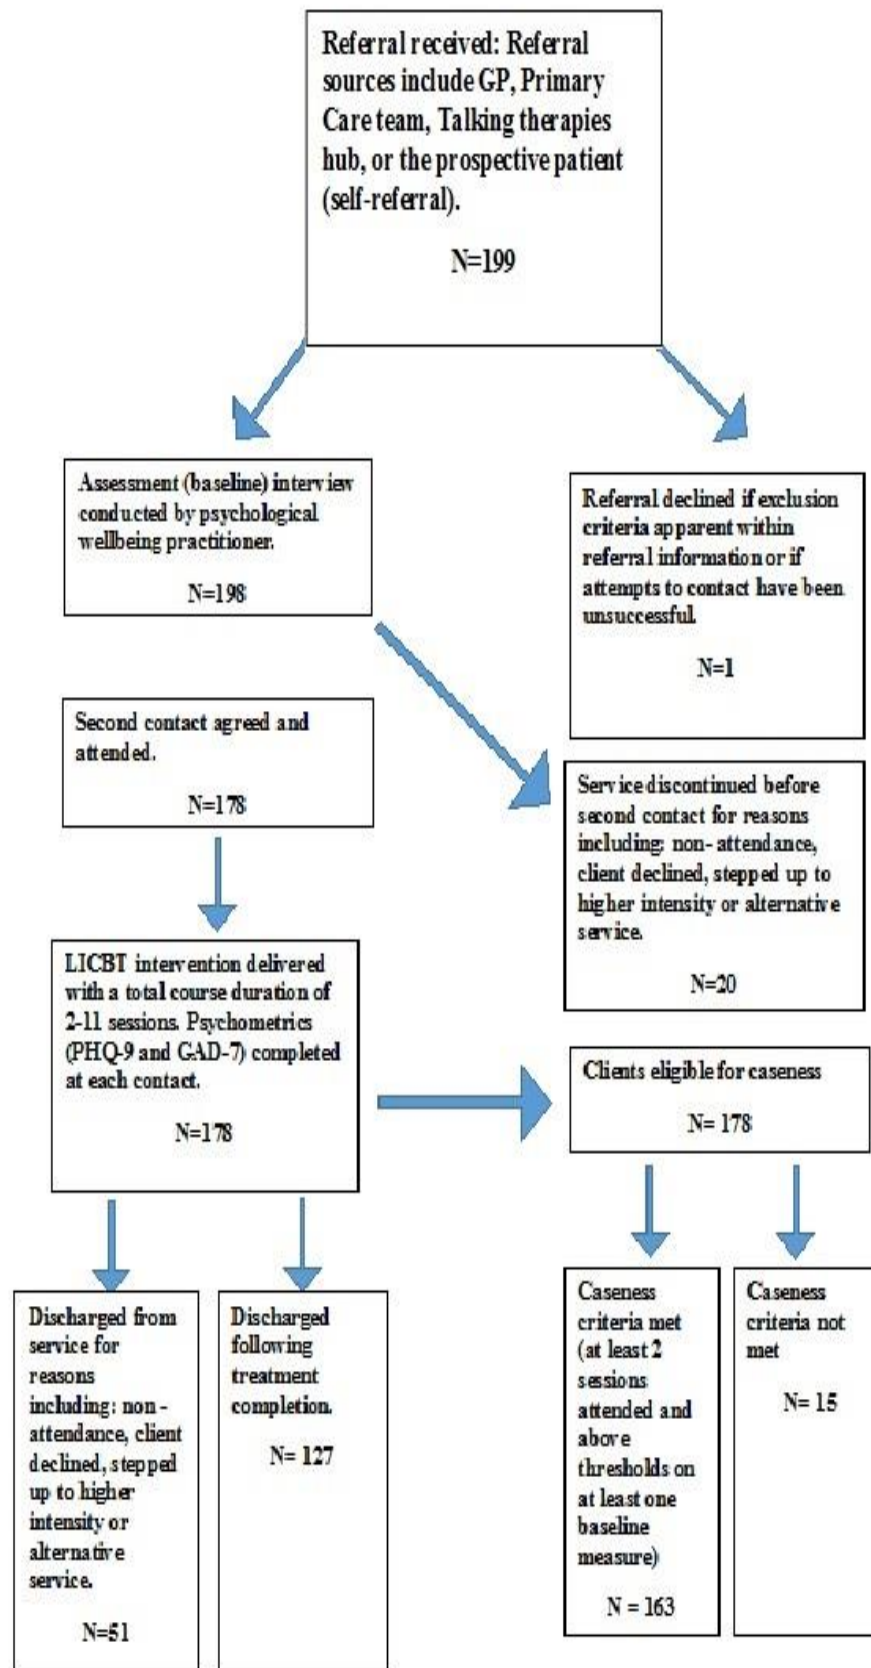 Referral received: Referral
sources include GP, Primary
Care team, Talking therapies
hub, or the prospective patient
(self-referral).
N=199
Assessment (baseline) interview
conducted by psychological
wellbeing practitioner.
N=198
Referral declined if exclusion
criteria apparent within
referral information or if
attempts to contact have been
unsuccessful.
N=1
Second contact agreed and
attended.
N=178
Service discontinued before
second contact for reasons
including: non- attendance,
client declined, stepped up to
higher intensity or alternative
service.
N=20
LICBT intervention delivered
with a total course duration of
2-11 sessions. Psychometrics
(PHQ-9 and GAD-7) completed
at each contact.
N=178
Clients eligible for caseness
N= 178
Discharged from
service for
reasons
including: non -
attendance, client
declined, stepped
up to higher
intensity or
alternative
service.
N=51
Discharged
following
treatment
completion.
N= 127
Caseness
criteria met
(at least 2
sessions
attended and
above
thresholds on
at least one
baseline
measure)
N = 163
Caseness
criteria not
met
N= 15